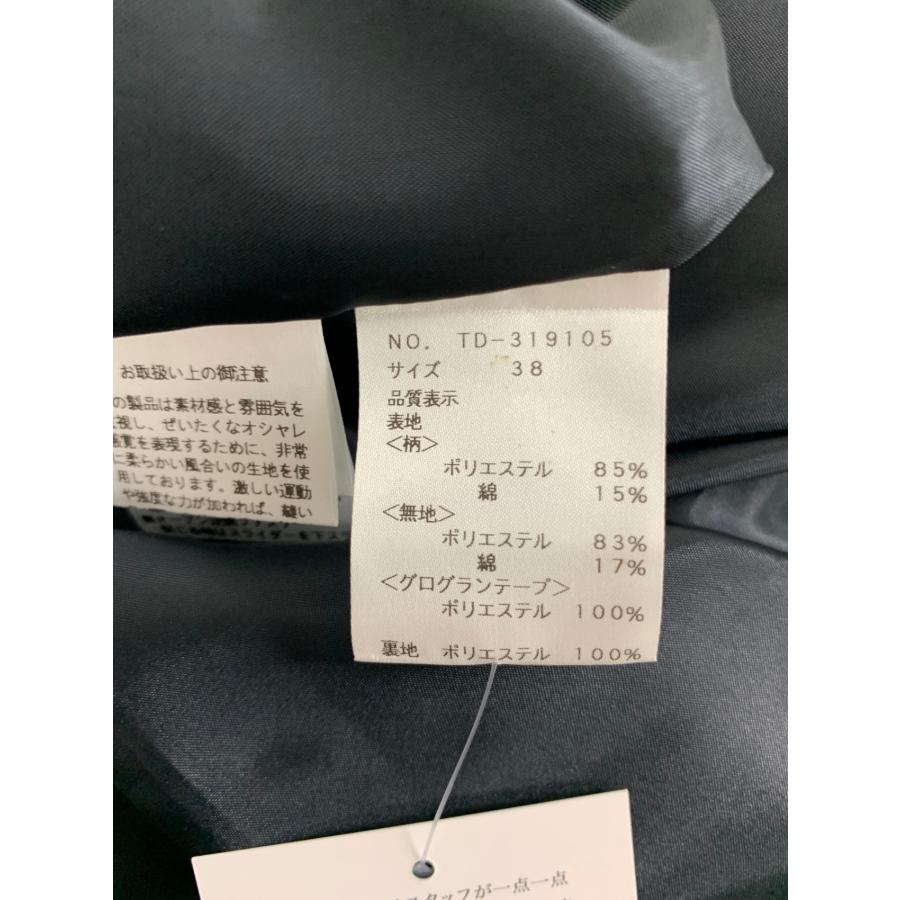 お取扱い上の御注意
の製品は素材感と雰囲気を
視し、ぜいたくなオシャレ
覚を表現するために、非常
に柔らかい風合いの生地を使
用しております。激しい運動
や強度な力が加われば、縫い
NO. TD-319105
サイズ 38
品質表示
表地
<柄>
ポリエステル 85%
綿 15%
<無地>
ポリエステル 83%
綿 17%
<グログランテープ>
ポリエステル 100%
裏地 ポリエステル 100%
スタッフが一点一点